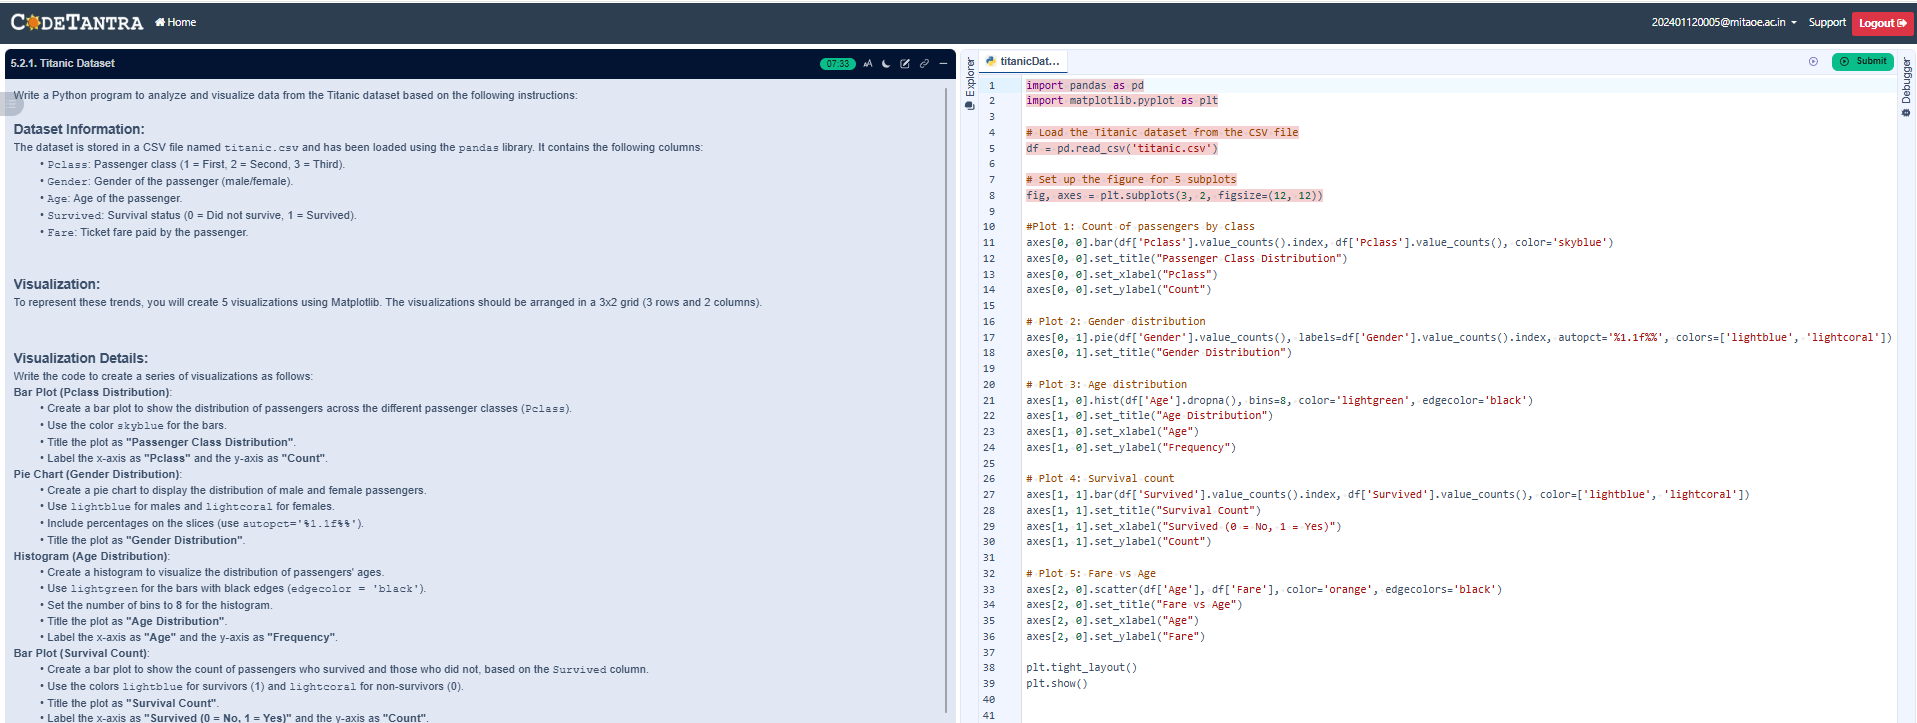 CODETANTRA Home 202401120005@mitaoe.ac.in Support Logout
5.2.1. Titanic Dataset 07:33 AA
Write a Python program to analyze and visualize data from the Titanic dataset based on the following instructions:
Dataset Information:
The dataset is stored in a CSV file named titanic.csv and has been loaded using the pandas library. It contains the following columns:
• Pclass: Passenger class (1 = First, 2 = Second, 3 = Third).
• Gender: Gender of the passenger (male/female).
• Age: Age of the passenger.
• Survived: Survival status (0 = Did not survive, 1 = Survived).
• Fare: Ticket fare paid by the passenger.
Visualization:
To represent these trends, you will create 5 visualizations using Matplotlib. The visualizations should be arranged in a 3x2 grid (3 rows and 2 columns).
Visualization Details:
Write the code to create a series of visualizations as follows:
Bar Plot (Pclass Distribution):
• Create a bar plot to show the distribution of passengers across the different passenger classes (Pclass).
• Use the color skyblue for the bars.
• Title the plot as "Passenger Class Distribution".
• Label the x-axis as "Pclass" and the y-axis as "Count".
Pie Chart (Gender Distribution):
• Create a pie chart to display the distribution of male and female passengers.
• Use lightblue for males and lightcoral for females.
• Include percentages on the slices (use autopct='%1.1f%%').
• Title the plot as "Gender Distribution".
Histogram (Age Distribution):
• Create a histogram to visualize the distribution of passengers' ages.
• Use lightgreen for the bars with black edges (edgecolor = 'black').
• Set the number of bins to 8 for the histogram.
• Title the plot as "Age Distribution".
• Label the x-axis as "Age" and the y-axis as "Frequency".
Bar Plot (Survival Count):
• Create a bar plot to show the count of passengers who survived and those who did not, based on the Survived column.
• Use the colors lightblue for survivors (1) and lightcoral for non-survivors (0).
• Title the plot as "Survival Count".
• Label the x-axis as "Survived (0 = No, 1 = Yes)" and the y-axis as "Count".
Explorer
titanicDat...
Submit
Debugger
1 import pandas as pd
2 import matplotlib.pyplot as plt
3
4 # Load the Titanic dataset from the CSV file
5 df = pd.read_csv('titanic.csv')
6
7 # Set up the figure for 5 subplots
8 fig, axes = plt.subplots(3, 2, figsize=(12, 12))
9
10 #Plot 1: Count of passengers by class
11 axes[0, 0].bar(df['Pclass'].value_counts().index, df['Pclass'].value_counts(), color='skyblue')
12 axes[0, 0].set_title("Passenger Class Distribution")
13 axes[0, 0].set_xlabel("Pclass")
14 axes[0, 0].set_ylabel("Count")
15
16 # Plot 2: Gender distribution
17 axes[0, 1].pie(df['Gender'].value_counts(), labels=df['Gender'].value_counts().index, autopct='%1.1f%%', colors=['lightblue', 'lightcoral'])
18 axes[0, 1].set_title("Gender Distribution")
19
20 # Plot 3: Age distribution
21 axes[1, 0].hist(df['Age'].dropna(), bins=8, color='lightgreen', edgecolor='black')
22 axes[1, 0].set_title("Age Distribution")
23 axes[1, 0].set_xlabel("Age")
24 axes[1, 0].set_ylabel("Frequency")
25
26 # Plot 4: Survival count
27 axes[1, 1].bar(df['Survived'].value_counts().index, df['Survived'].value_counts(), color=['lightblue', 'lightcoral'])
28 axes[1, 1].set_title("Survival Count")
29 axes[1, 1].set_xlabel("Survived (0 = No, 1 = Yes)")
30 axes[1, 1].set_ylabel("Count")
31
32 # Plot 5: Fare vs Age
33 axes[2, 0].scatter(df['Age'], df['Fare'], color='orange', edgecolors='black')
34 axes[2, 0].set_title("Fare vs Age")
35 axes[2, 0].set_xlabel("Age")
36 axes[2, 0].set_ylabel("Fare")
37
38 plt.tight_layout()
39 plt.show()
40
41